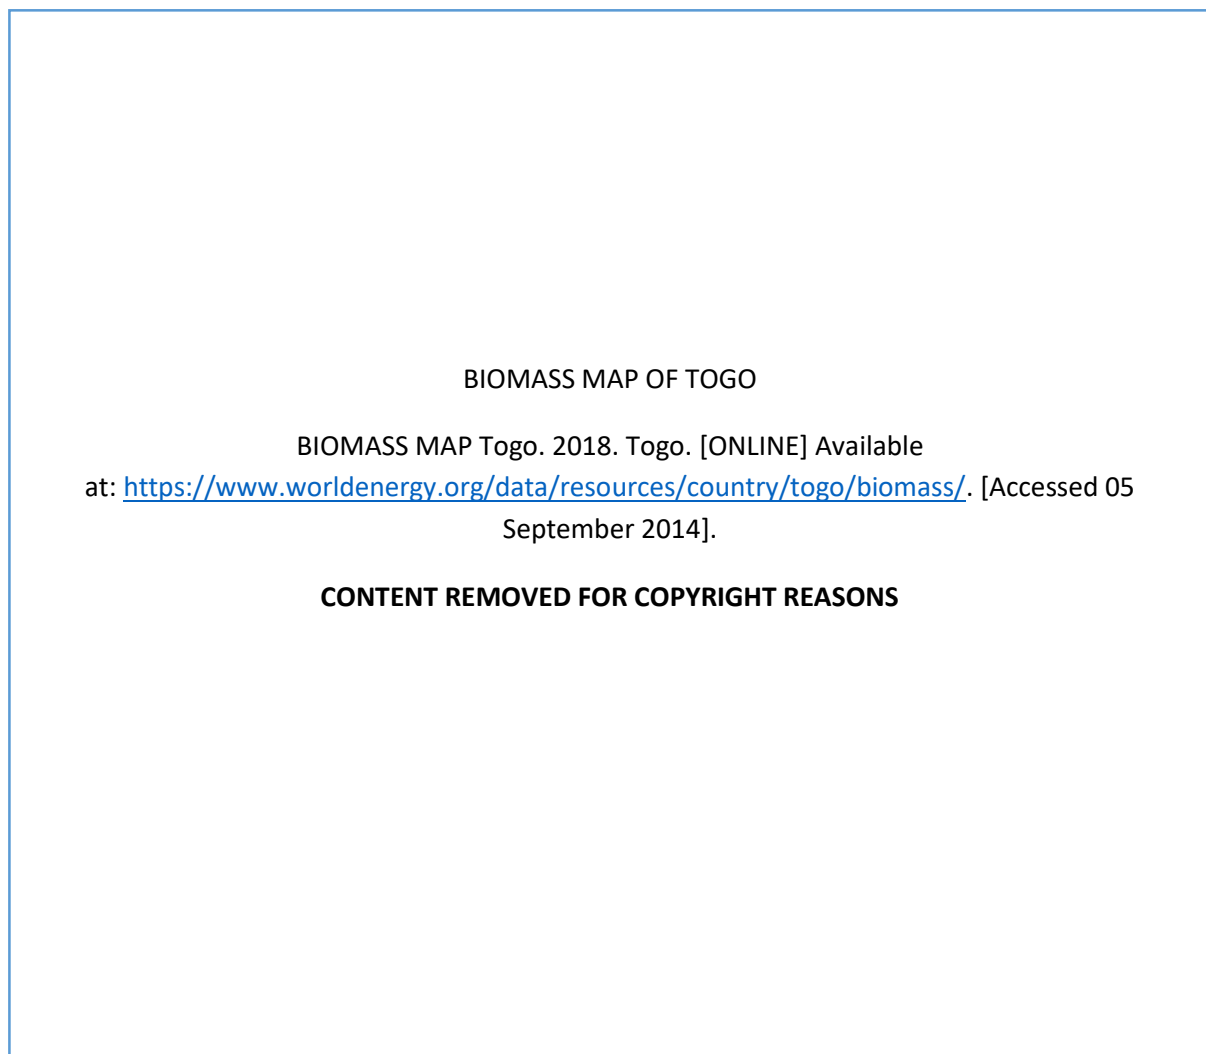 BIOMASS MAP OF TOGO
BIOMASS MAP Togo. 2018. Togo. [ONLINE] Available
at: https://www.worldenergy.org/data/resources/country/togo/biomass/. [Accessed 05
September 2014].
CONTENT REMOVED FOR COPYRIGHT REASONS